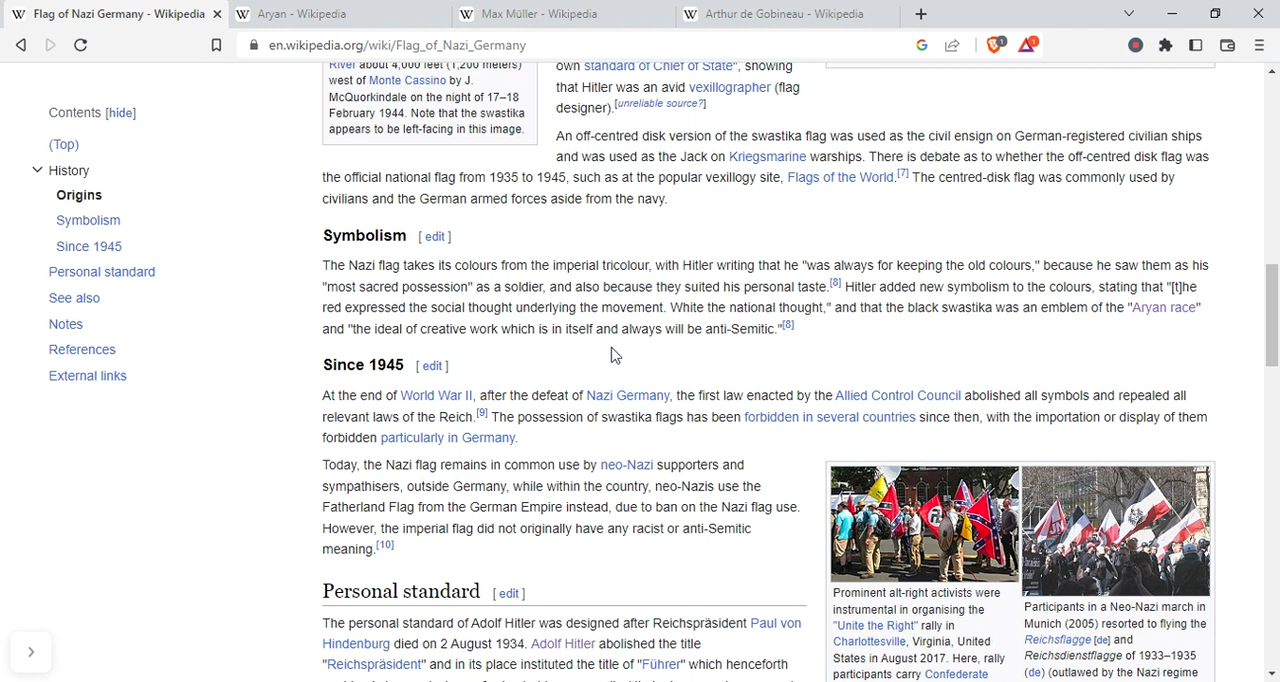 Flag of Nazi Germany - Wikipedia
Aryan - Wikipedia
Max Müller - Wikipedia
Arthur de Gobineau - Wikipedia
en.wikipedia.org/wiki/Flag_of_Nazi_Germany
Contents [hide]
(Top)
History
Origins
Symbolism
Since 1945
Personal standard
See also
Notes
References
External links
River about 4,000 feet (1,200 meters)
west of Monte Cassino by J.
McQuorkindale on the night of 17–18
February 1944. Note that the swastika
appears to be left-facing in this image.
own standard of Chief of State", showing
that Hitler was an avid vexillographer (flag
designer).[unreliable source?]
An off-centred disk version of the swastika flag was used as the civil ensign on German-registered civilian ships
and was used as the Jack on Kriegsmarine warships. There is debate as to whether the off-centred disk flag was
the official national flag from 1935 to 1945, such as at the popular vexillogy site, Flags of the World.[7] The centred-disk flag was commonly used by
civilians and the German armed forces aside from the navy.
Symbolism [ edit ]
The Nazi flag takes its colours from the imperial tricolour, with Hitler writing that he "was always for keeping the old colours," because he saw them as his
"most sacred possession" as a soldier, and also because they suited his personal taste.[8] Hitler added new symbolism to the colours, stating that "[t]he
red expressed the social thought underlying the movement. White the national thought," and that the black swastika was an emblem of the "Aryan race"
and "the ideal of creative work which is in itself and always will be anti-Semitic."[8]
Since 1945 [ edit ]
At the end of World War II, after the defeat of Nazi Germany, the first law enacted by the Allied Control Council abolished all symbols and repealed all
relevant laws of the Reich.[9] The possession of swastika flags has been forbidden in several countries since then, with the importation or display of them
forbidden particularly in Germany.
Today, the Nazi flag remains in common use by neo-Nazi supporters and
sympathisers, outside Germany, while within the country, neo-Nazis use the
Fatherland Flag from the German Empire instead, due to ban on the Nazi flag use.
However, the imperial flag did not originally have any racist or anti-Semitic
meaning.[10]
Personal standard [ edit ]
The personal standard of Adolf Hitler was designed after Reichspräsident Paul von
Hindenburg died on 2 August 1934. Adolf Hitler abolished the title
"Reichspräsident" and in its place instituted the title of "Führer" which henceforth
Prominent alt-right activists were
instrumental in organising the
"Unite the Right" rally in
Charlottesville, Virginia, United
States in August 2017. Here, rally
participants carry Confederate
Participants in a Neo-Nazi march in
Munich (2005) resorted to flying the
Reichsflagge [de] and
Reichsdienstflagge of 1933–1935
(de) (outlawed by the Nazi regime